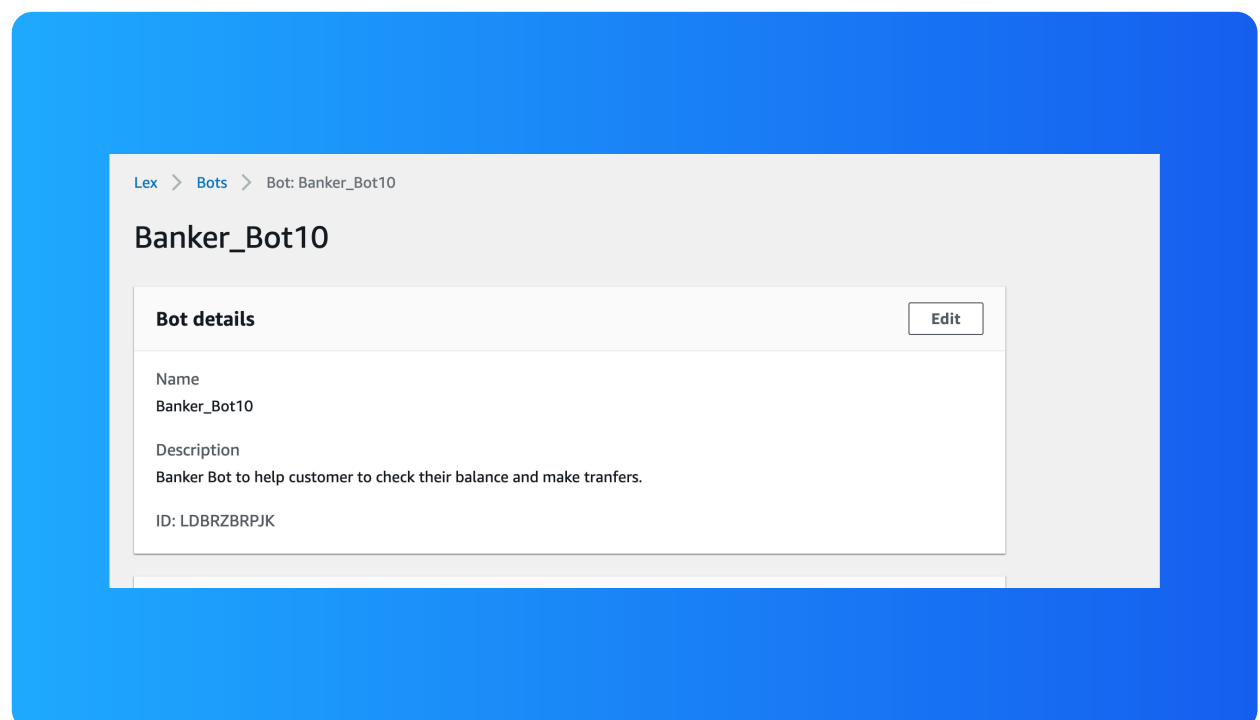 Lex > Bots > Bot: Banker_Bot10
Banker_Bot10
Bot details
Edit
Name
Banker_Bot10
Description
Banker Bot to help customer to check their balance and make tranfers.
ID: LDBRZBRPJK